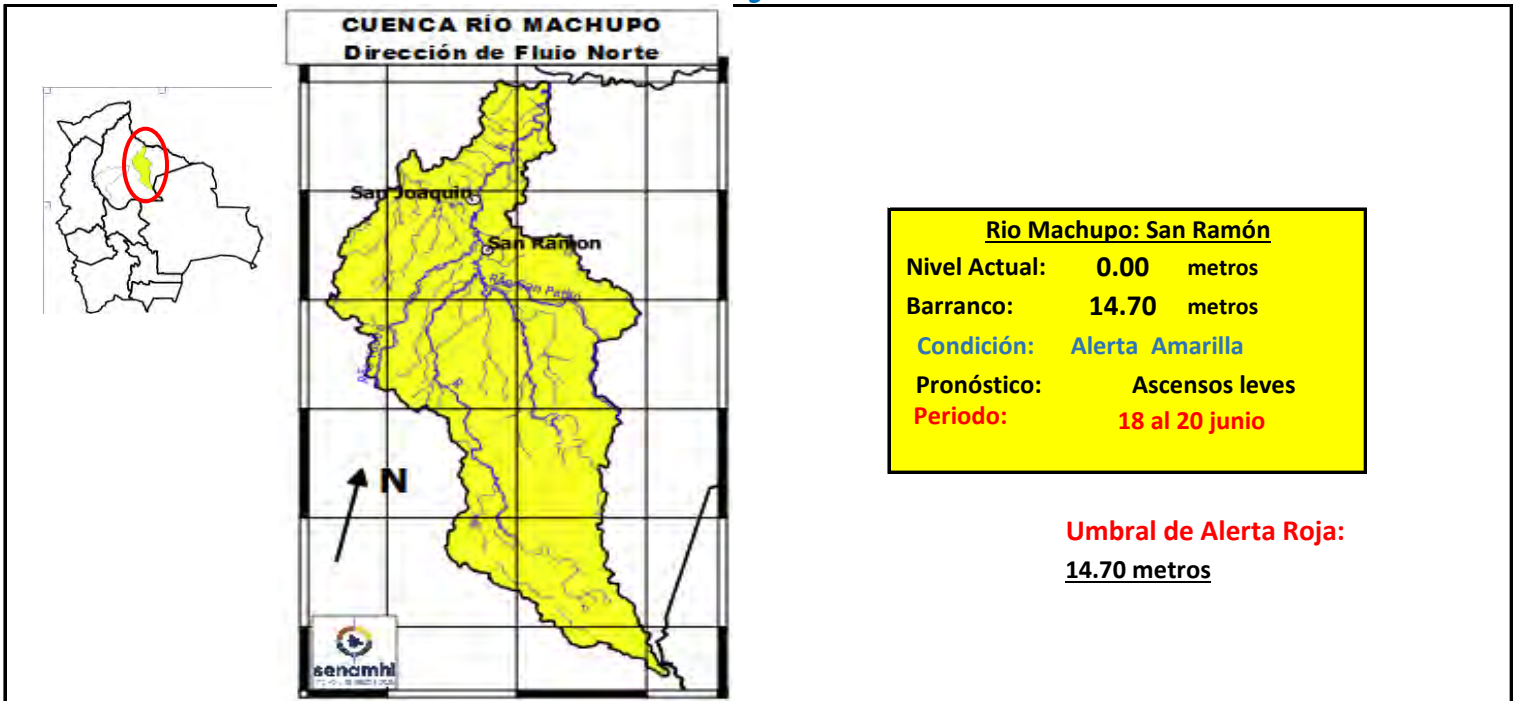 CUENCA RÍO MACHUPO
Dirección de Flujo Norte
San Joaquin
San Ramon
N
senamhi
Rio Machupo: San Ramón
Nivel Actual: 0.00 metros
Barranco: 14.70 metros
Condición: Alerta Amarilla
Pronóstico: Ascensos leves
Periodo: 18 al 20 junio
Umbral de Alerta Roja:
14.70 metros